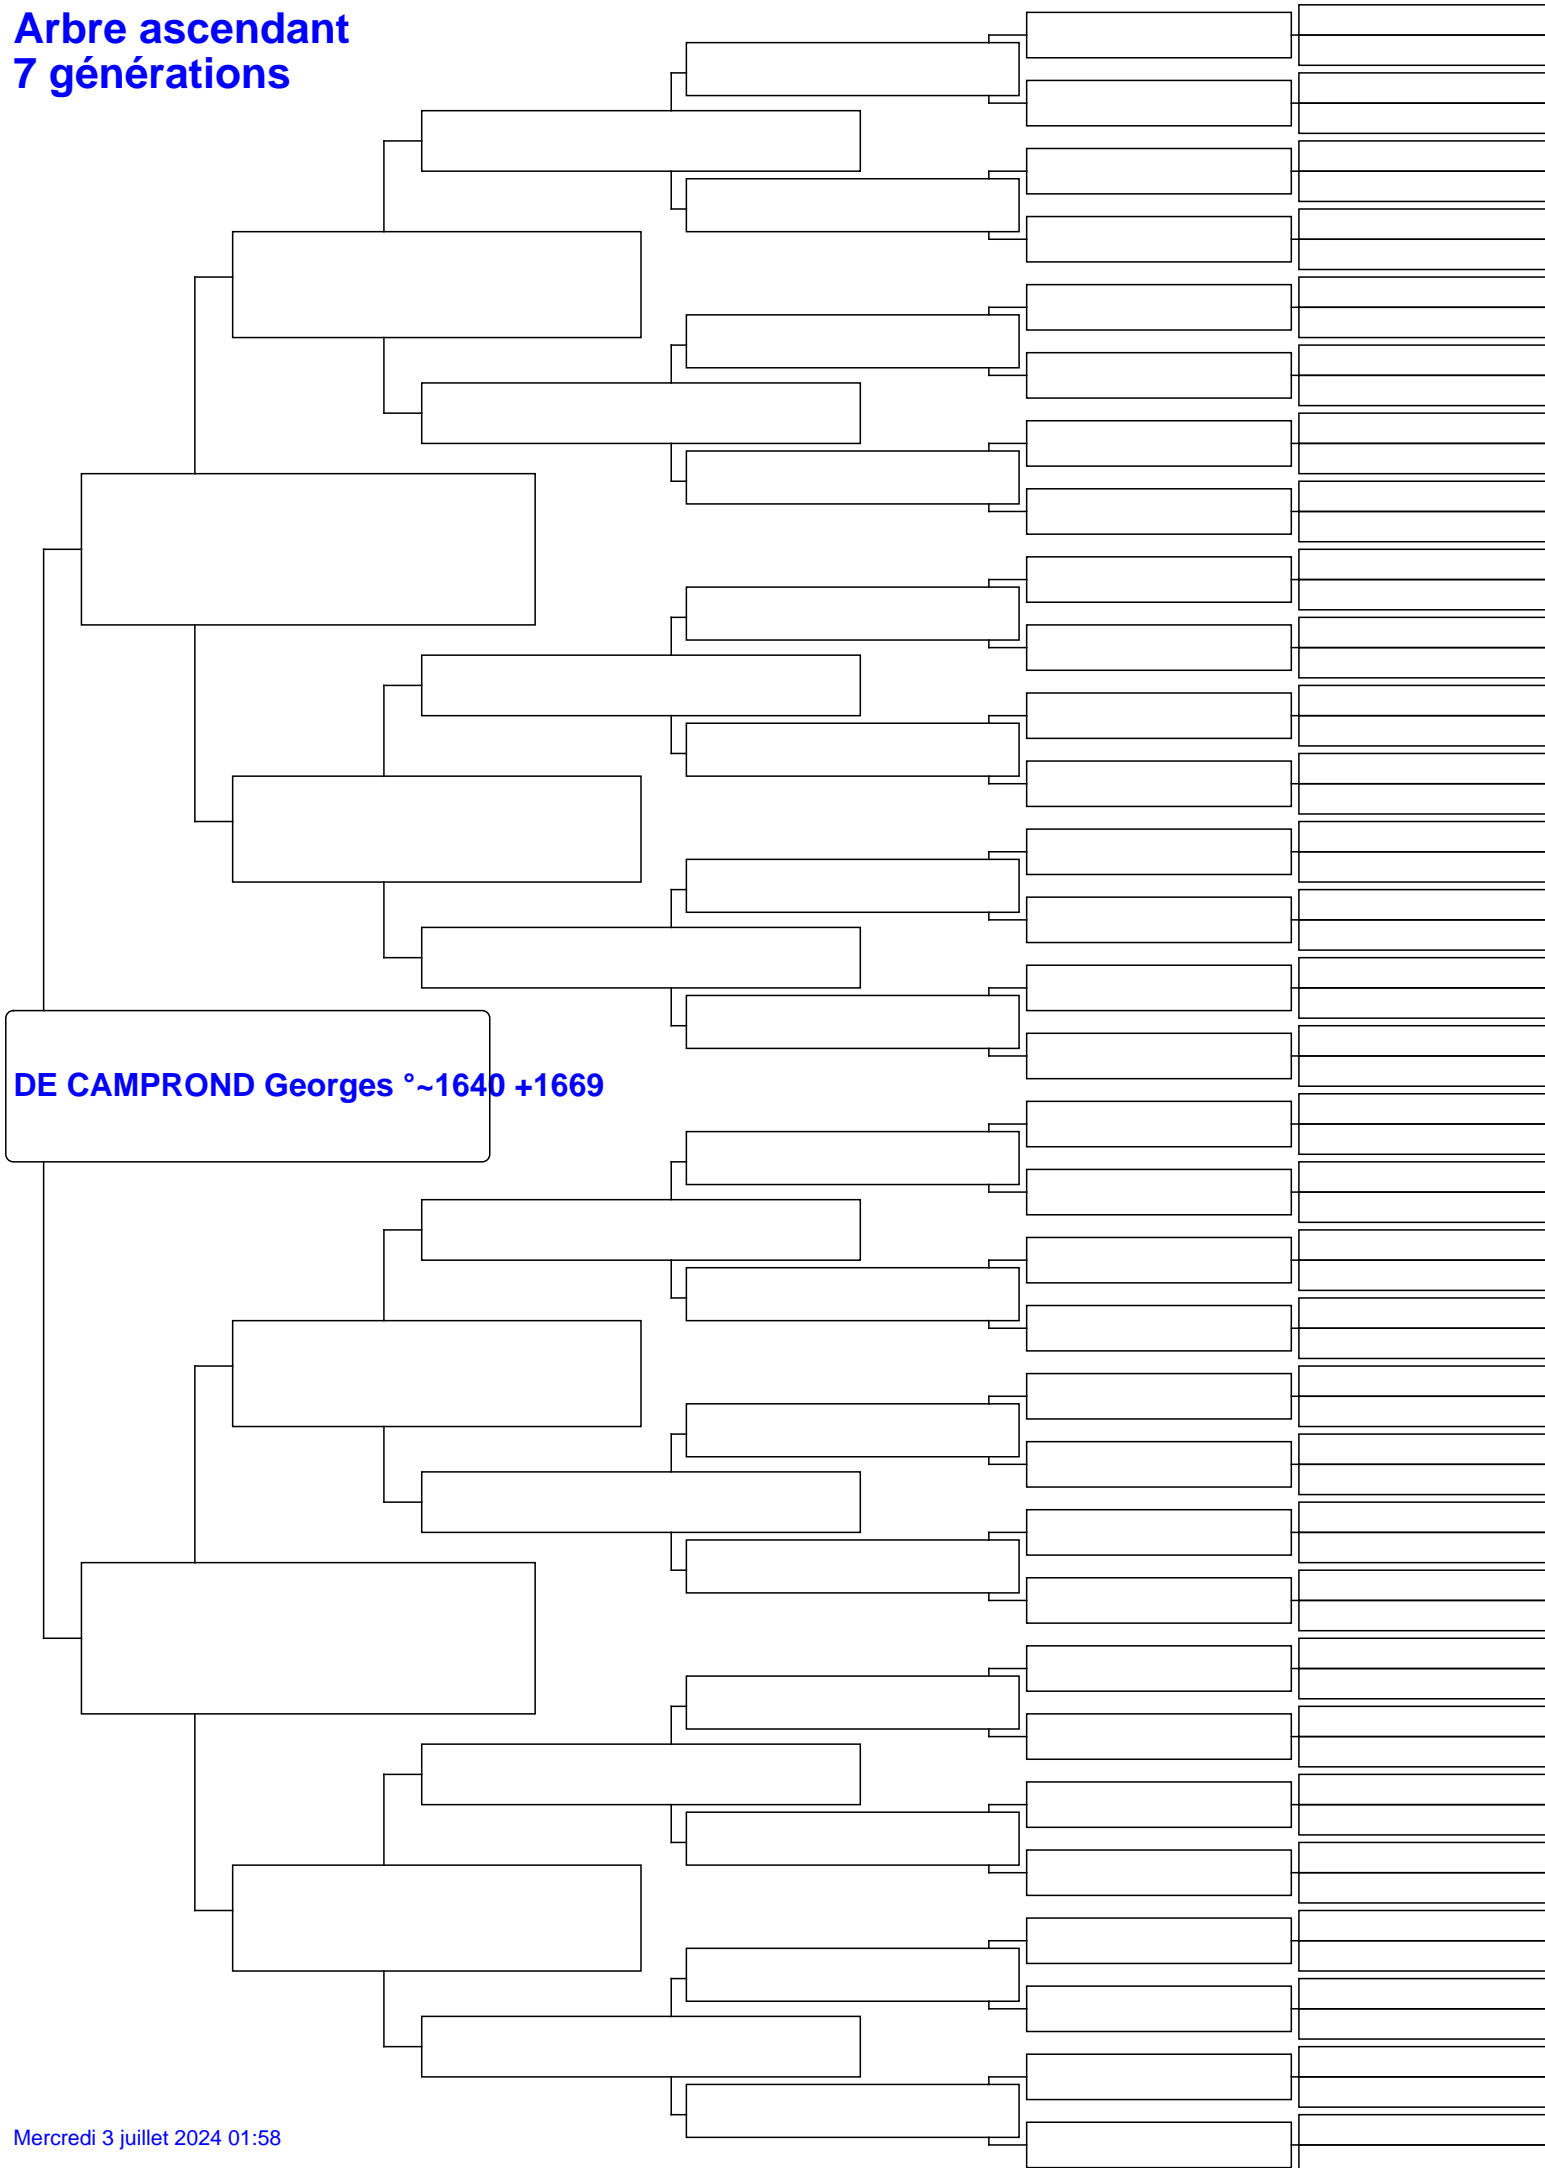 Arbre ascendant
7 générations
DE CAMPROND Georges °~1640 +1669
Mercredi 3 juillet 2024 01:58